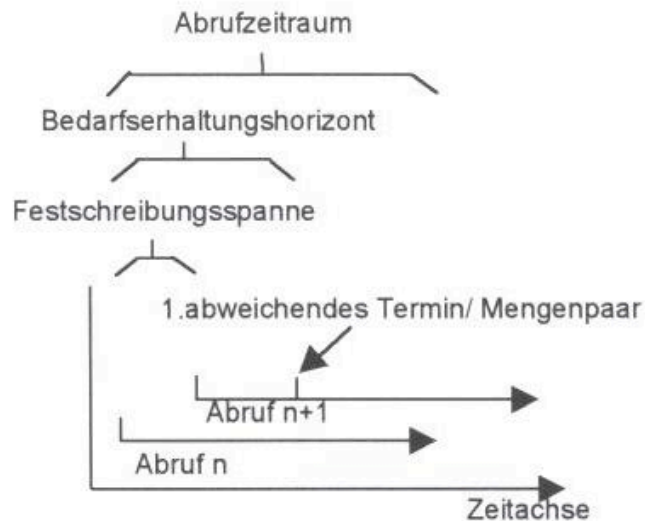 Abrufzeitraum
Bedarfserhaltungshorizont
Festschreibungsspanne
1.abweichendes Termin/ Mengenpaar
Abruf n+1
Abruf n
Zeitachse